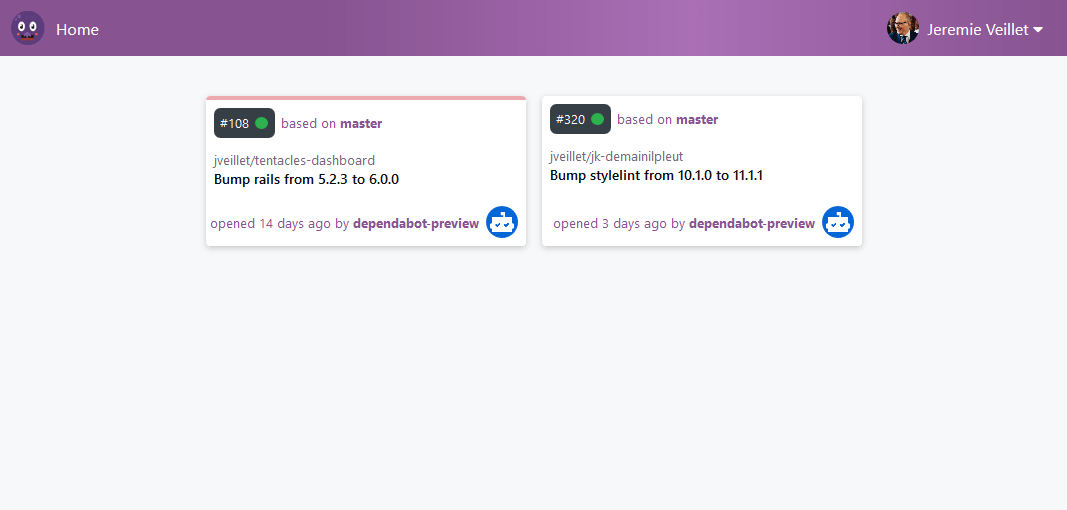 Home
Jeremie Veillet
#108 based on master
jveillet/tentacles-dashboard
Bump rails from 5.2.3 to 6.0.0
opened 14 days ago by dependabot-preview
#320 based on master
jveillet/jk-demainilpleut
Bump stylelint from 10.1.0 to 11.1.1
opened 3 days ago by dependabot-preview